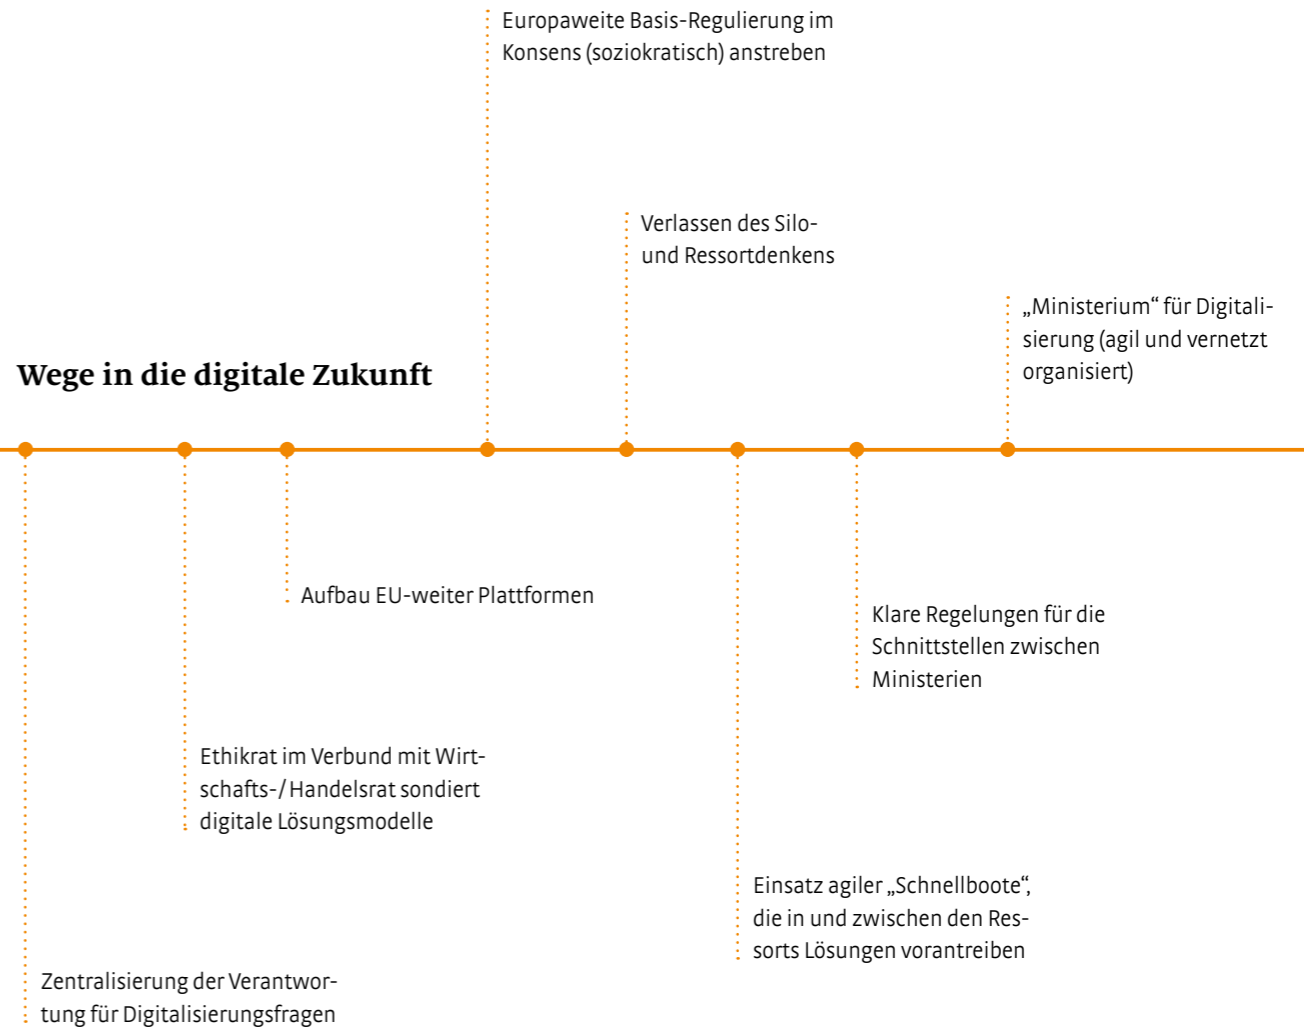 Europaweite Basis-Regulierung im
Konsens (soziokratisch) anstreben
Verlassen des Silo-
und Ressortdenkens
„Ministerium“ für Digitali-
sierung (agil und vernetzt
organisiert)
Wege in die digitale Zukunft
Aufbau EU-weiter Plattformen
Klare Regelungen für die
Schnittstellen zwischen
Ministerien
Ethikrat im Verbund mit Wirt-
schafts-/Handelsrat sondiert
digitale Lösungsmodelle
Einsatz agiler „Schnellboote“,
die in und zwischen den Res-
sorts Lösungen vorantreiben
Zentralisierung der Verantwor-
tung für Digitalisierungsfragen